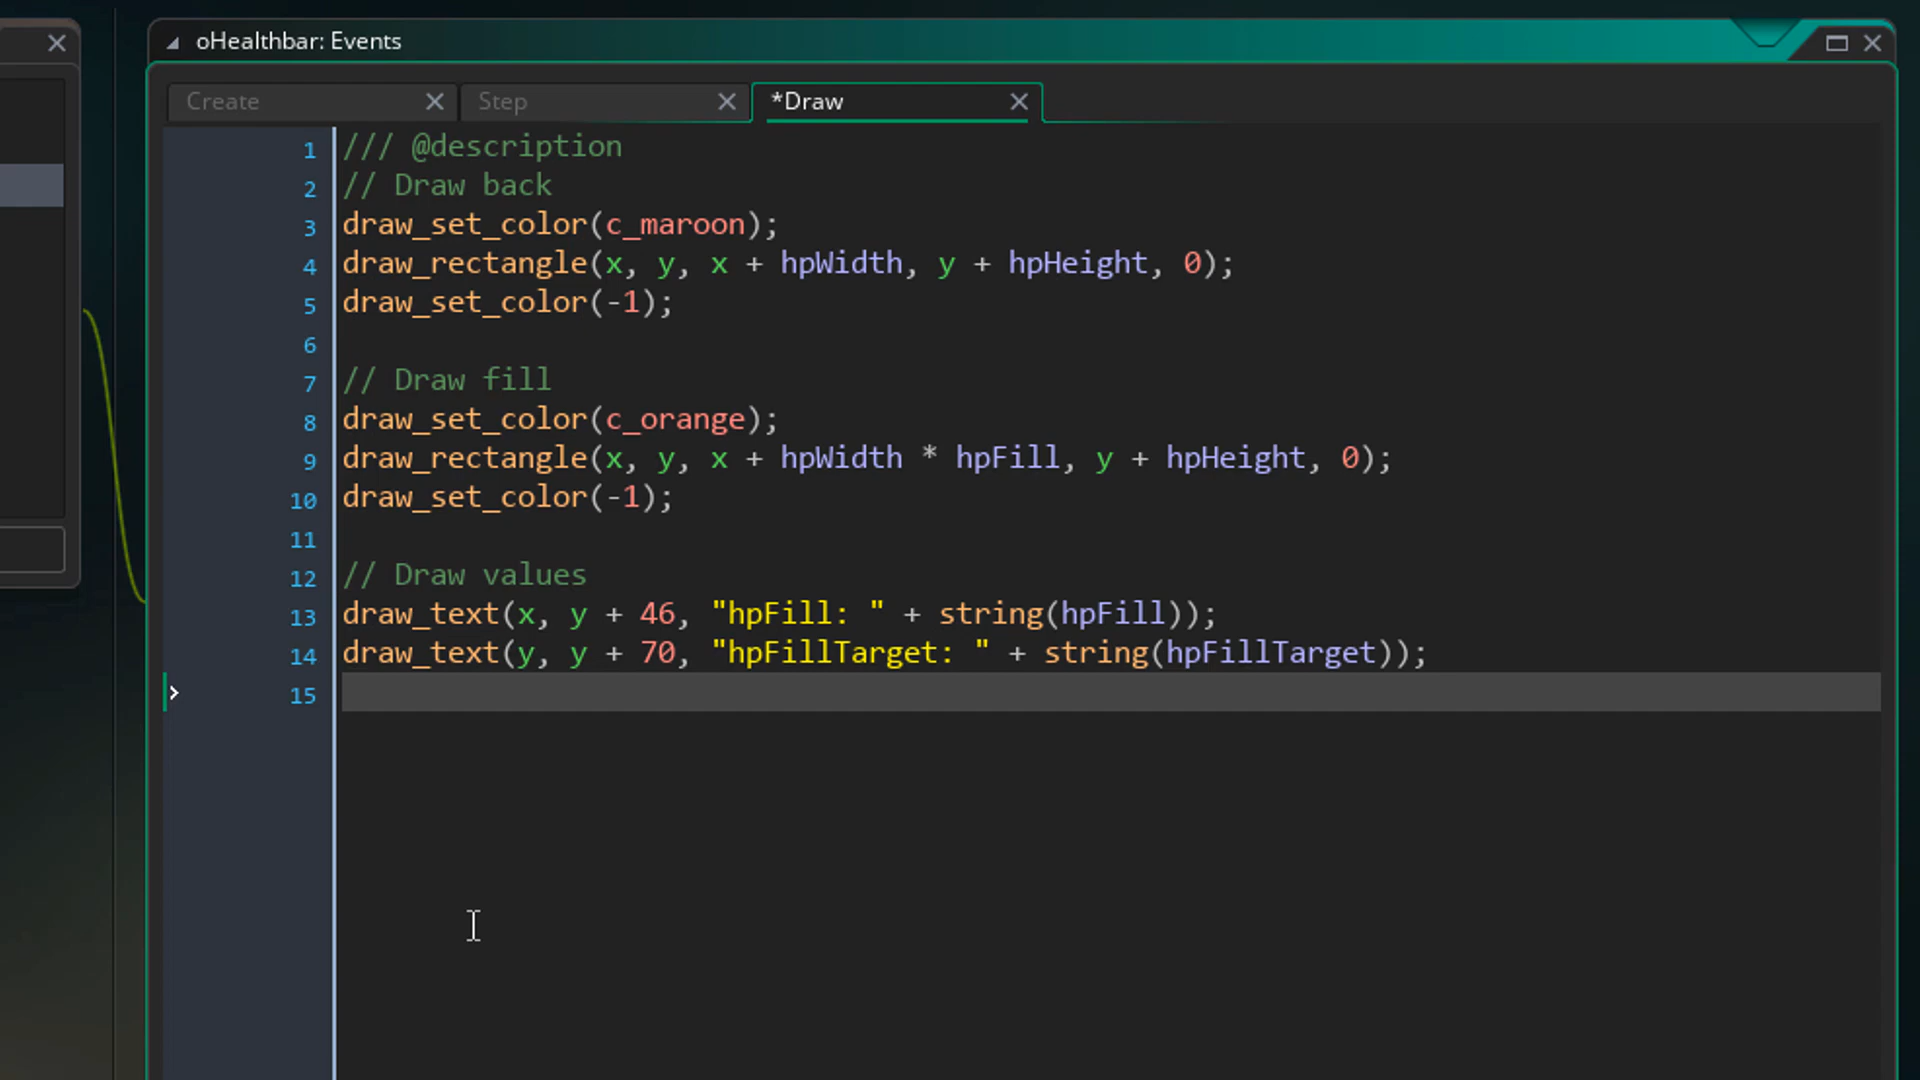 oHealthbar: Events
Create
Step
*Draw
1 /// @description
2 // Draw back
3 draw_set_color(c_maroon);
4 draw_rectangle(x, y, x + hpWidth, y + hpHeight, 0);
5 draw_set_color(-1);
6
7 // Draw fill
8 draw_set_color(c_orange);
9 draw_rectangle(x, y, x + hpWidth * hpFill, y + hpHeight, 0);
10 draw_set_color(-1);
11
12 // Draw values
13 draw_text(x, y + 46, "hpFill: " + string(hpFill));
14 draw_text(y, y + 70, "hpFillTarget: " + string(hpFillTarget));
15